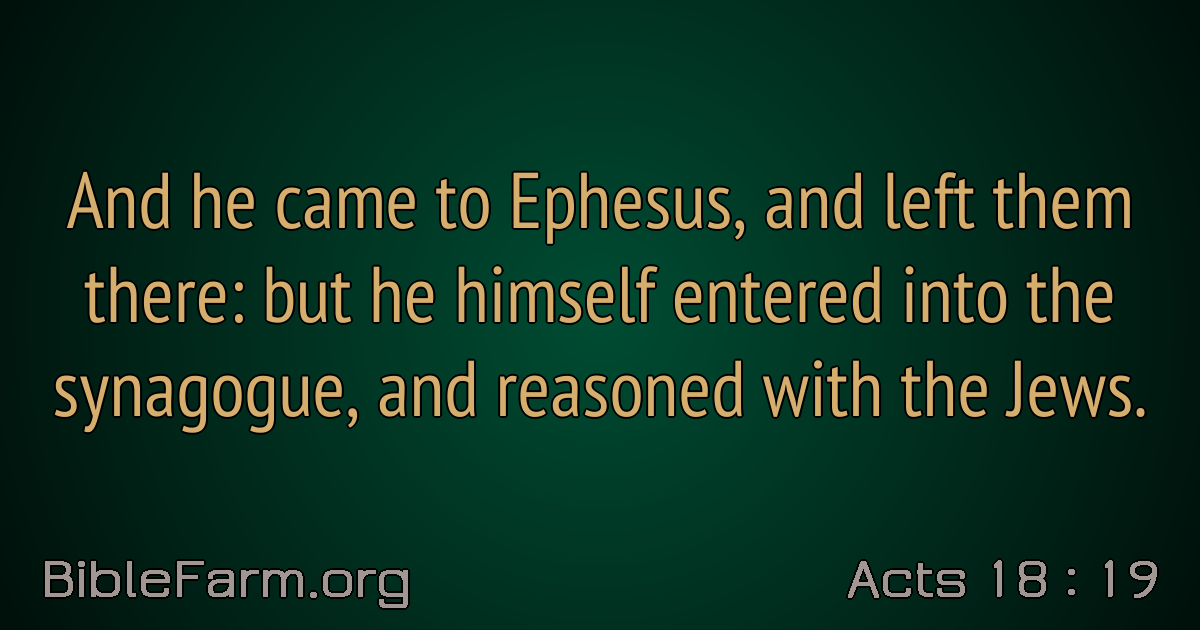 And he came to Ephesus, and left them
there: but he himself entered into the
synagogue, and reasoned with the Jews.
BibleFarm.org
Acts 18 : 19